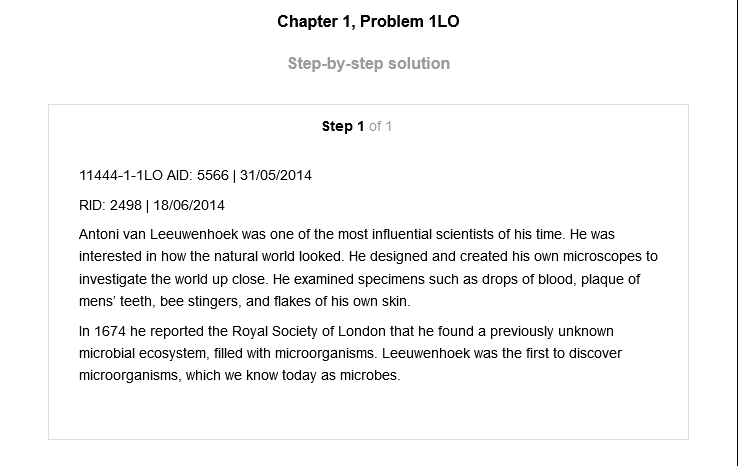 Chapter 1, Problem 1LO
Step-by-step solution
Step 1 of 1
11444-1-1LO AID: 5566 | 31/05/2014
RID: 2498 | 18/06/2014
Antoni van Leeuwenhoek was one of the most influential scientists of his time. He was
interested in how the natural world looked. He designed and created his own microscopes to
investigate the world up close. He examined specimens such as drops of blood, plaque of
mens’ teeth, bee stingers, and flakes of his own skin.
In 1674 he reported the Royal Society of London that he found a previously unknown
microbial ecosystem, filled with microorganisms. Leeuwenhoek was the first to discover
microorganisms, which we know today as microbes.